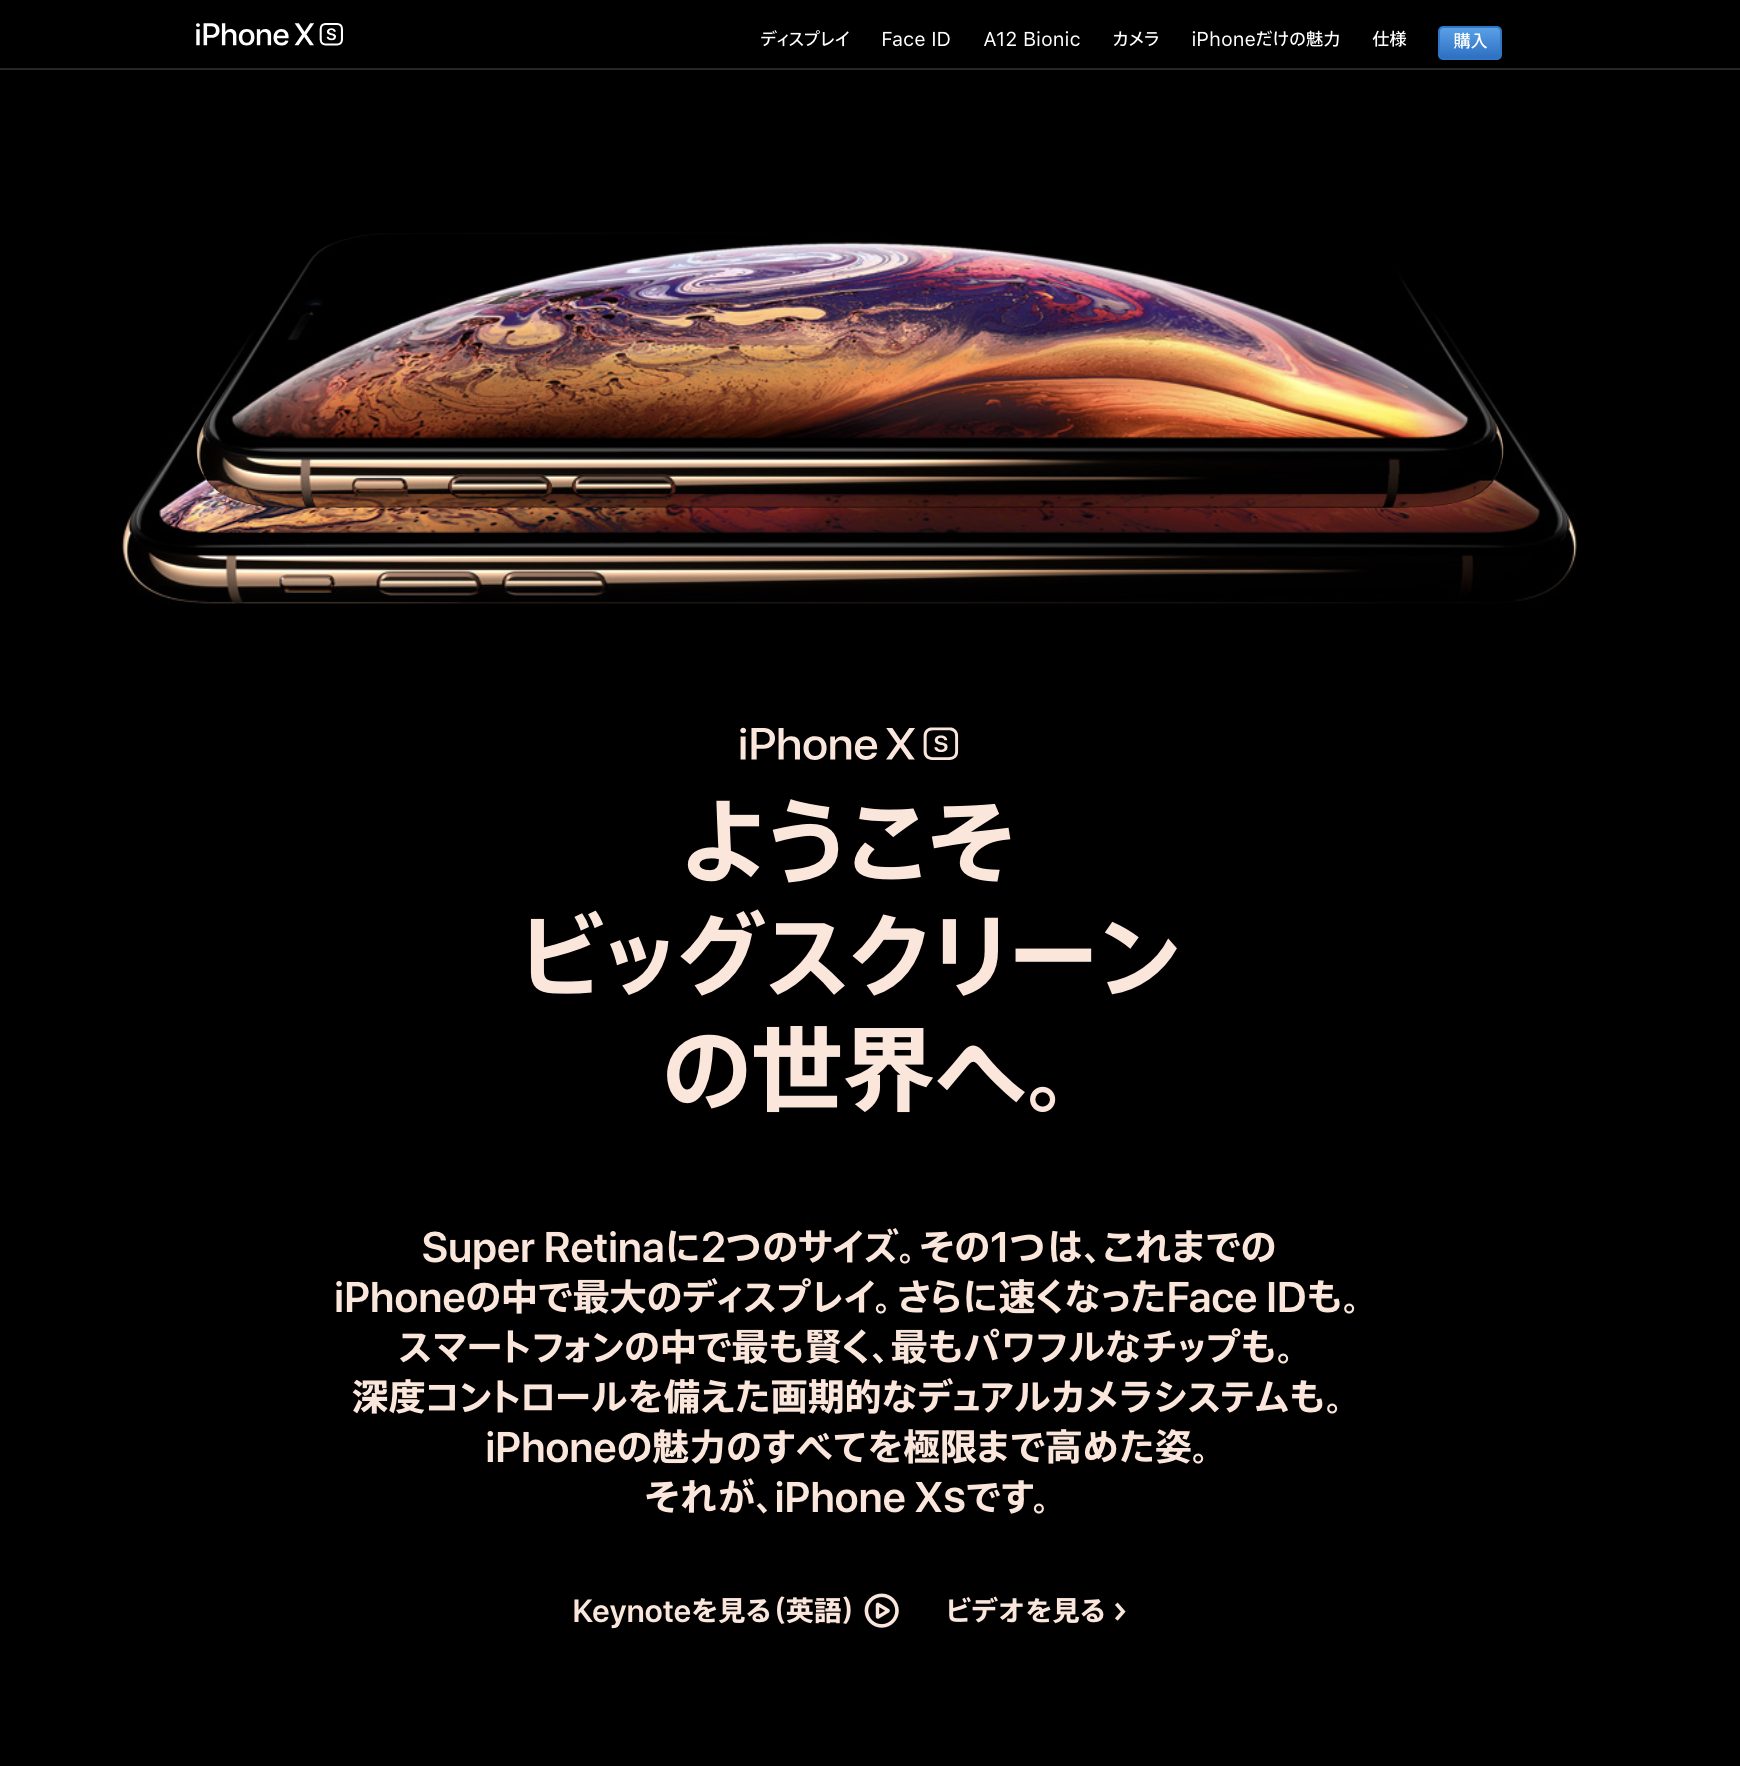 iPhone XS
ディスプレイ Face ID A12 Bionic カメラ iPhoneだけの魅力 仕様 購入
iPhone XS
ようこそ
ビッグスクリーン
の世界へ。
Super Retinaに2つのサイズ。その1つは、これまでの
iPhoneの中で最大のディスプレイ。さらに速くなったFace IDも。
スマートフォンの中で最も賢く、最もパワフルなチップも。
深度コントロールを備えた画期的なデュアルカメラシステムも。
iPhoneの魅力のすべてを極限まで高めた姿。
それが、iPhone Xsです。
Keynoteを見る(英語) ビデオを見る >